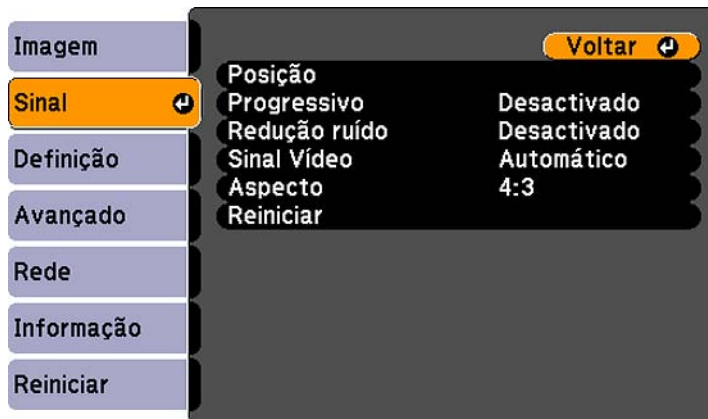 Imagem
Sinal
Definição
Avançado
Rede
Informação
Reiniciar
Voltar
Posição
Progressivo Desactivado
Redução ruído Desactivado
Sinal Vídeo Automático
Aspecto 4:3
Reiniciar